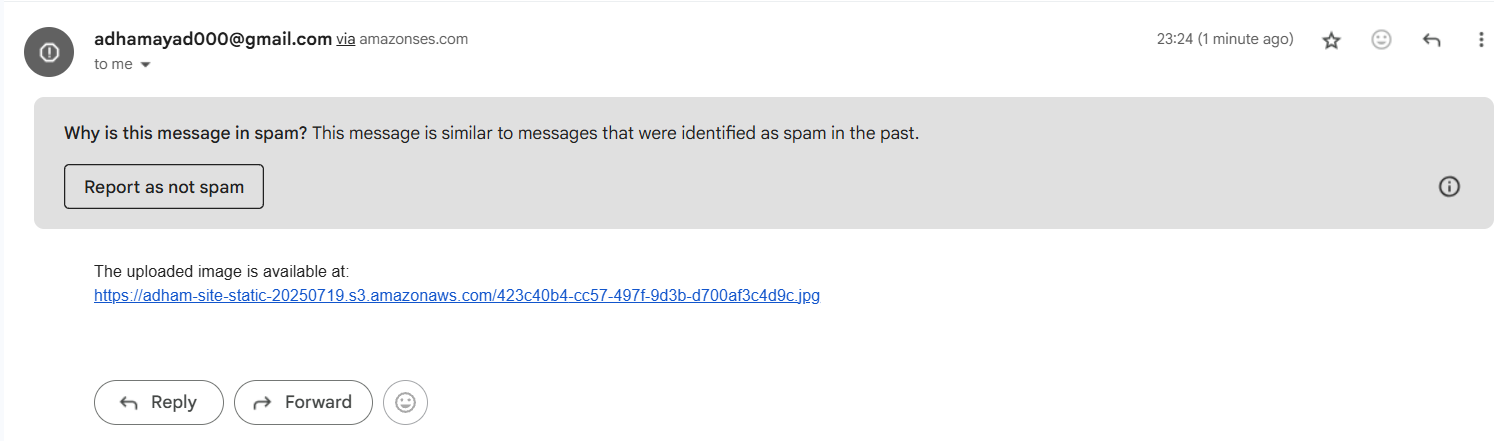 adhamayad000@gmail.com via amazonses.com 23:24 (1 minute ago)
to me
Why is this message in spam? This message is similar to messages that were identified as spam in the past.
Report as not spam
The uploaded image is available at:
https://adham-site-static-20250719.s3.amazonaws.com/423c40b4-cc57-497f-9d3b-d700af3c4d9c.jpg
Reply Forward